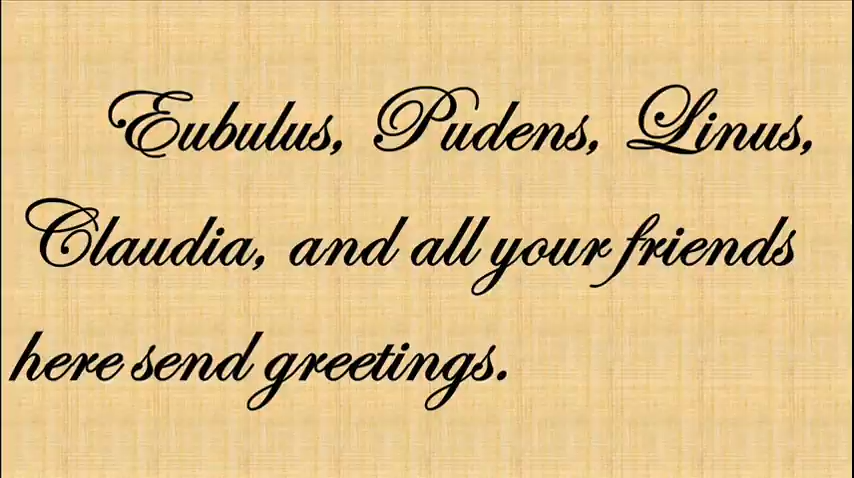 Eubulus, Pudens, Linus,
Claudia, and all your friends
here send greetings.